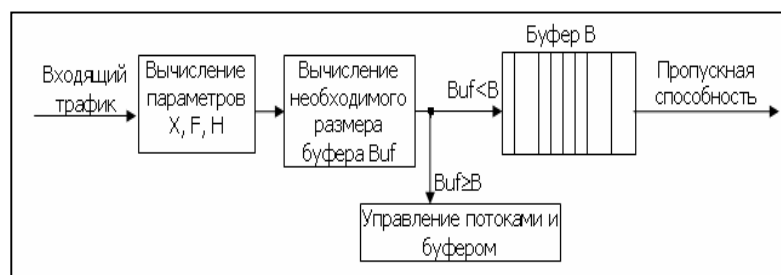 Входящий
трафик
Вычисление
параметров
X, F, H
Вычисление
необходимого
размера
буфера Buf
Buf<B
Буфер B
Пропускная
способность
Buf≥B
Управление потоками и
буфером